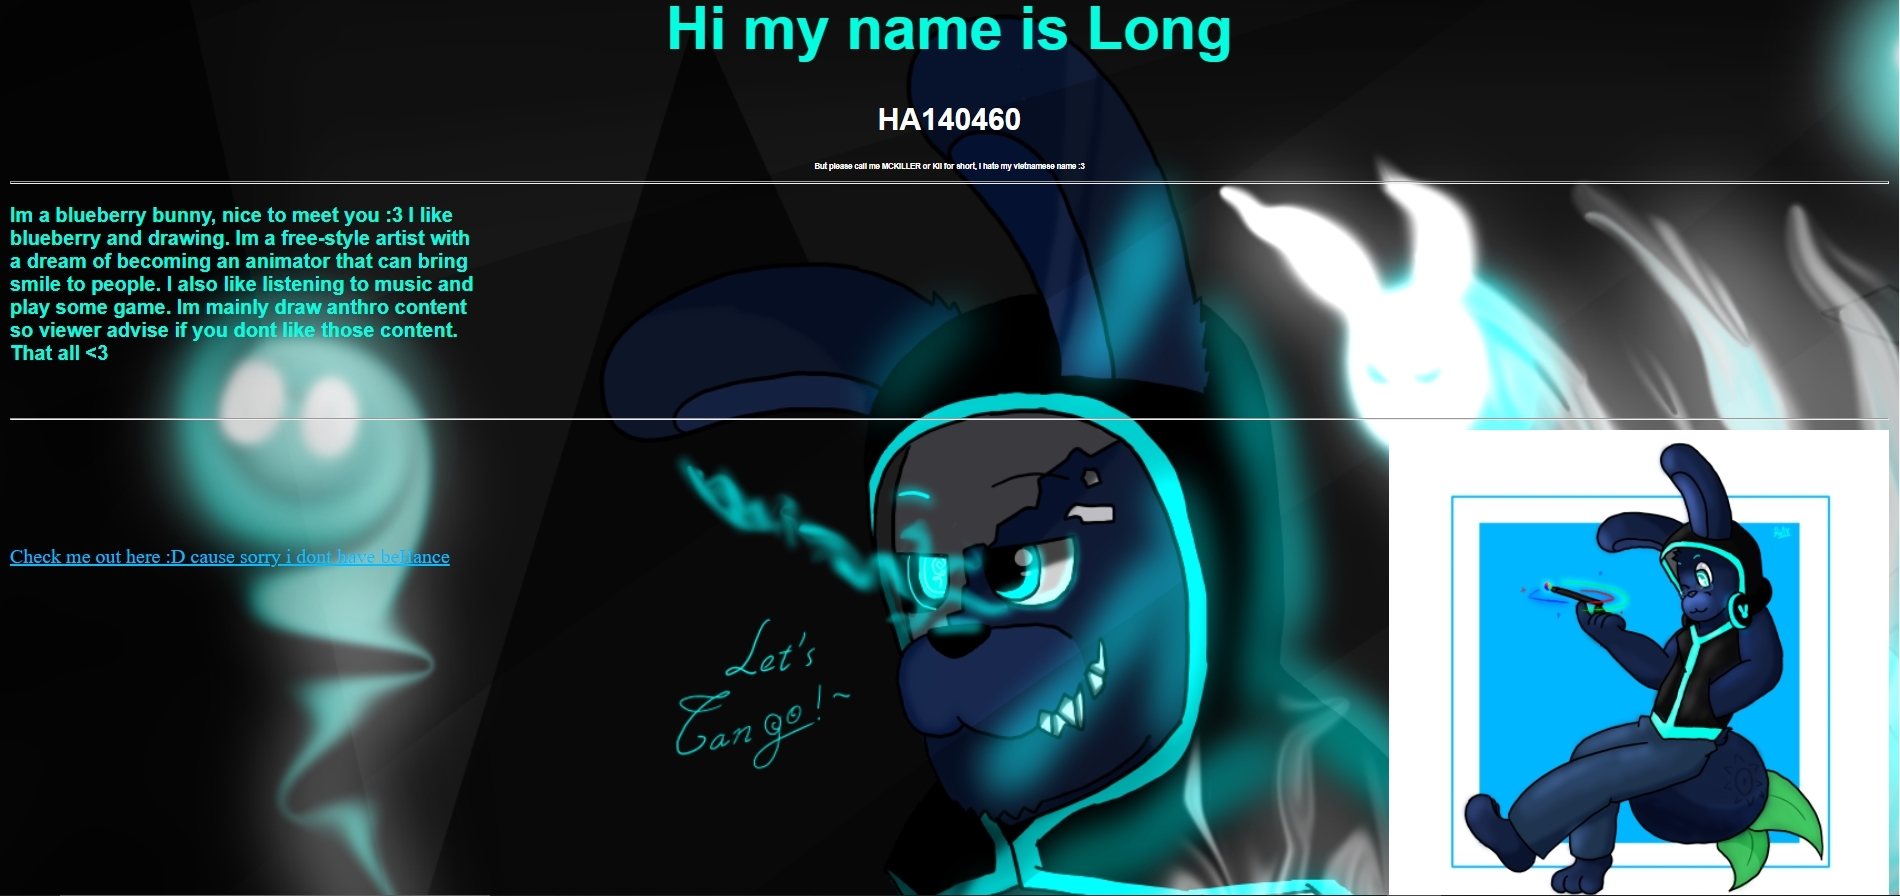 Hi my name is Long
HA140460
But please call me MCKILLER or Kil for short, I hate my vietnamese name :3
Im a blueberry bunny, nice to meet you :3 I like
blueberry and drawing. Im a free-style artist with
a dream of becoming an animator that can bring
smile to people. I also like listening to music and
play some game. Im mainly draw anthro content
so viewer advise if you dont like those content.
That all <3
Check me out here :D cause sorry i dont have beHance
Let's
Tango!~